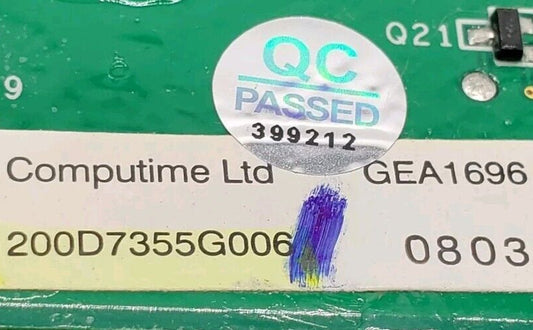 Q21
QC
PASSED
399212
9
Computime Ltd GEA1696
200D7355G006 0803